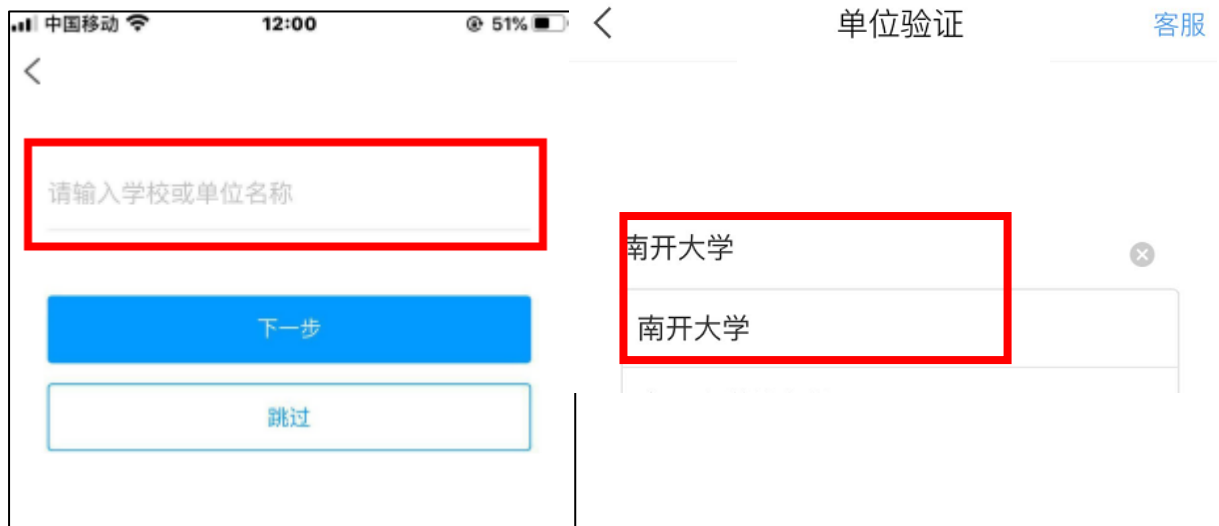 中国移动 12:00 51%
请输入学校或单位名称
下一步
跳过
单位验证 客服
南开大学
南开大学